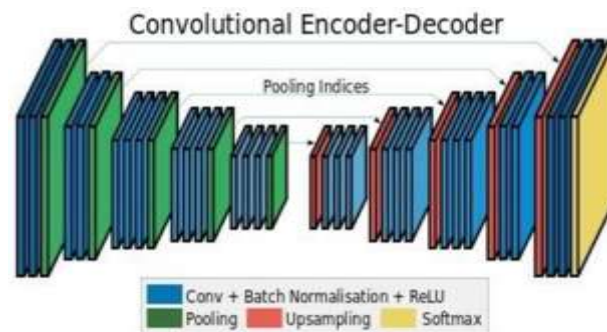 Convolutional Encoder-Decoder
Pooling Indices
Conv + Batch Normalisation + ReLU
Pooling Upsampling Softmax